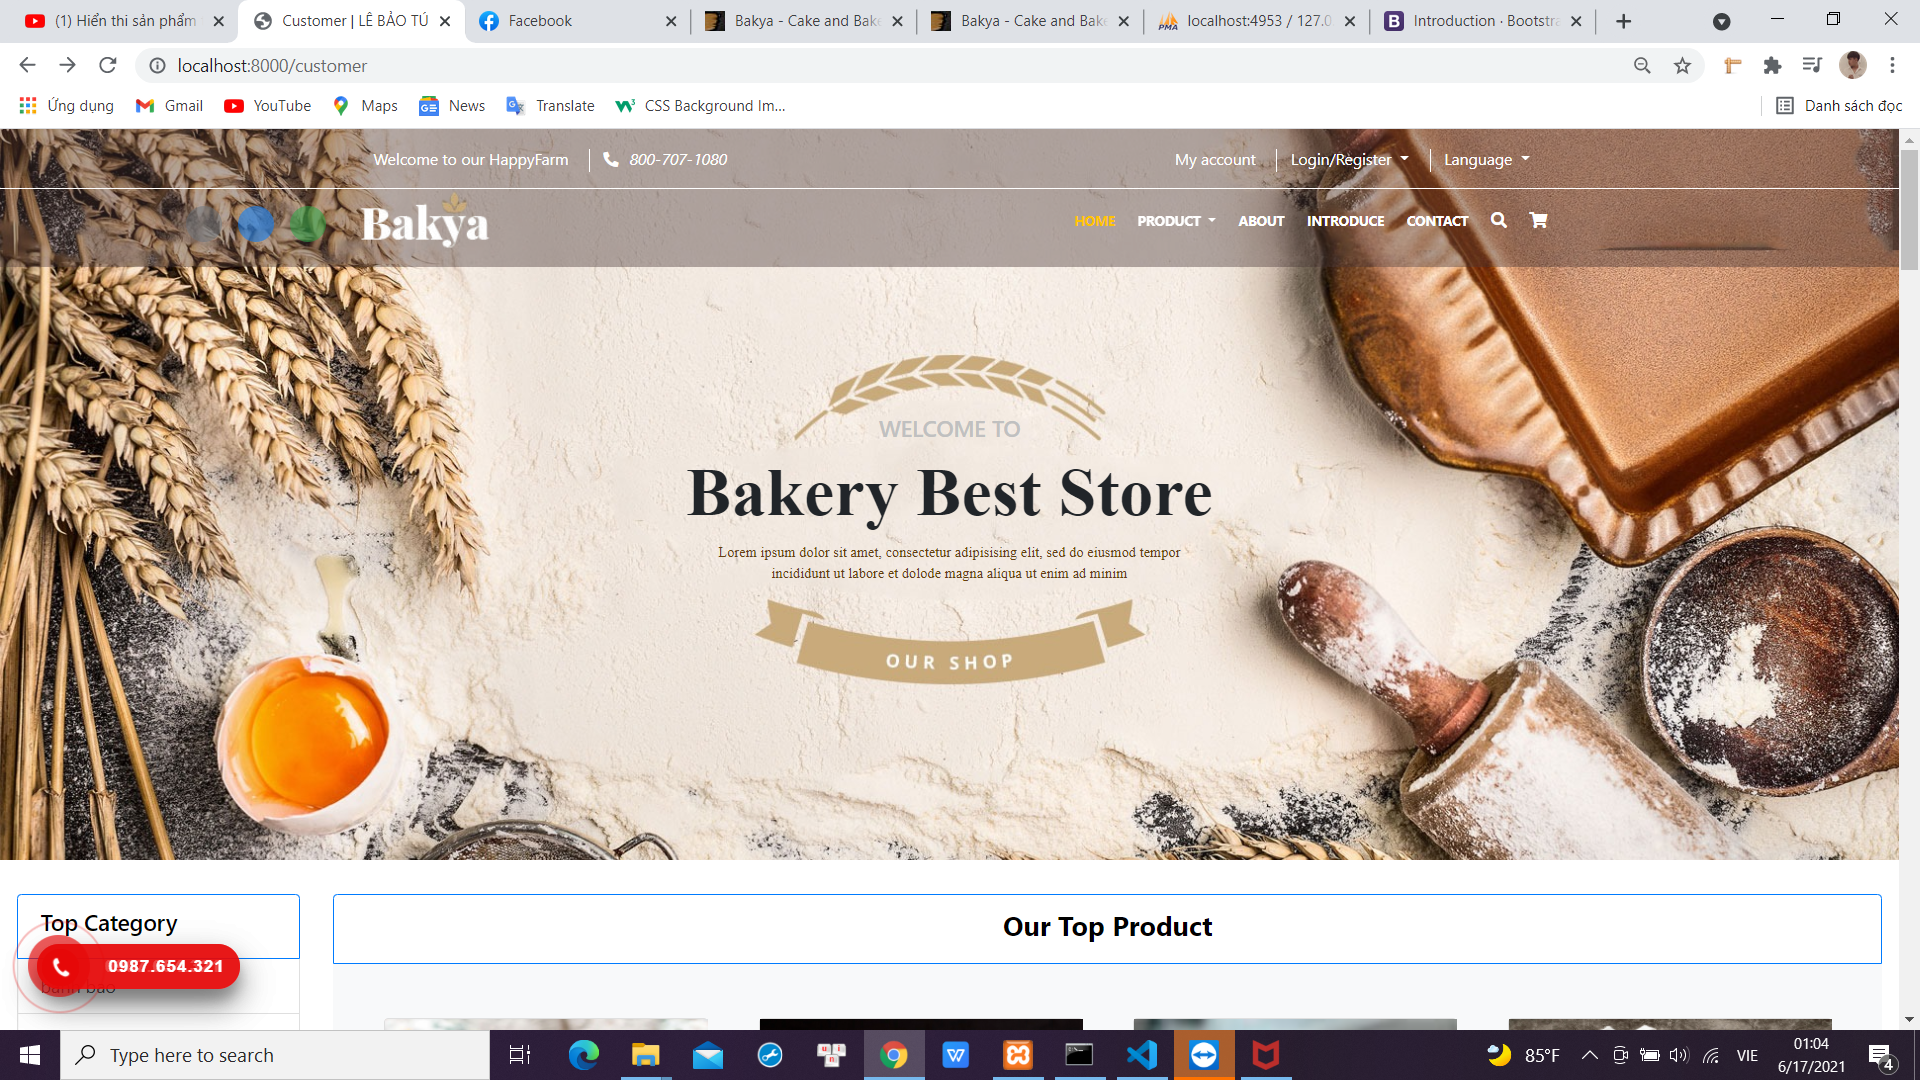 (1) Hiển thi sản phẩm
Customer | LÊ BẢO TÚ
Facebook
Bakya - Cake and Bake
Bakya - Cake and Bake
localhost:4953 / 127.0
Introduction · Bootstra
localhost:8000/customer
Ứng dụng
Gmail
YouTube
Maps
News
Translate
CSS Background Im...
Danh sách đọc
Welcome to our HappyFarm
800-707-1080
My account
Login/Register
Language
Bakya
HOME
PRODUCT
ABOUT
INTRODUCE
CONTACT
WELCOME TO
Bakery Best Store
Lorem ipsum dolor sit amet, consectetur adipisising elit, sed do eiusmod tempor
incididunt ut labore et dolode magna aliqua ut enim ad minim
OUR SHOP
Top Category
Our Top Product
0987.654.321
bánh bao
Type here to search
85°F
VIE
01:04
6/17/2021
4